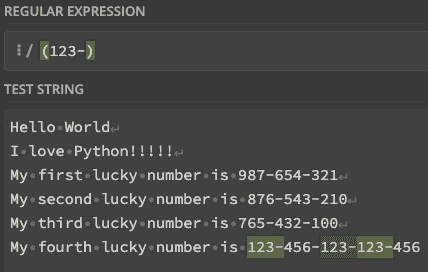 REGULAR EXPRESSION
/ (123-)
TEST STRING
Hello World
I love Python!!!!!
My first lucky number is 987-654-321
My second lucky number is 876-543-210
My third lucky number is 765-432-100
My fourth lucky number is 123-456-123-123-456